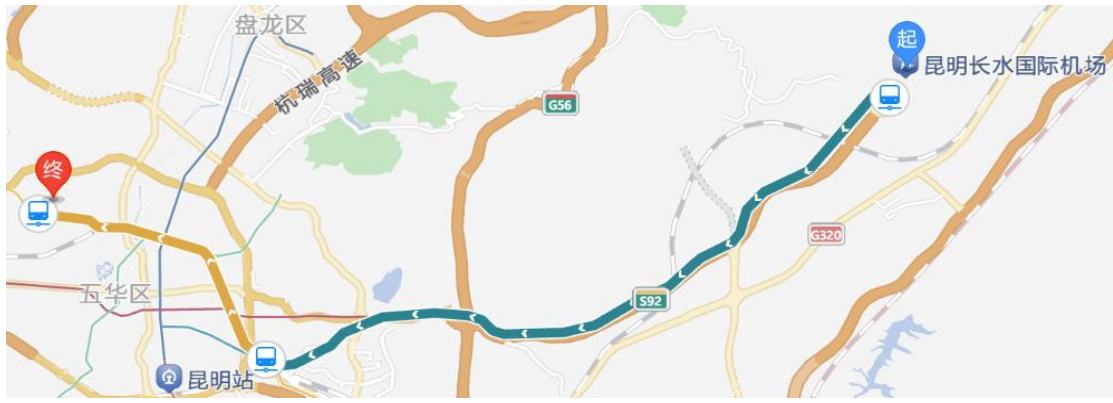 盘龙区
起
昆明长水国际机场
杭瑞高速
G56
终
G320
五华区
S92
昆明站